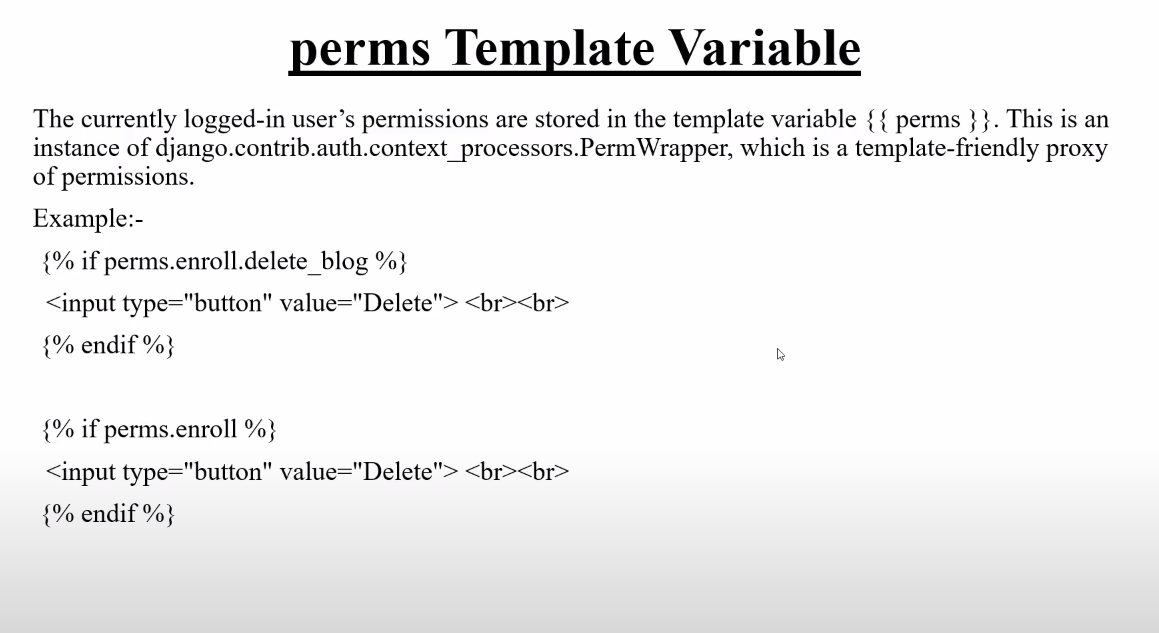 perms Template Variable
The currently logged-in user’s permissions are stored in the template variable {{ perms }}. This is an
instance of django.contrib.auth.context_processors.PermWrapper, which is a template-friendly proxy
of permissions.
Example:-
{% if perms.enroll.delete_blog %}
<input type="button" value="Delete"> <br><br>
{% endif %}
{% if perms.enroll %}
<input type="button" value="Delete"> <br><br>
{% endif %}